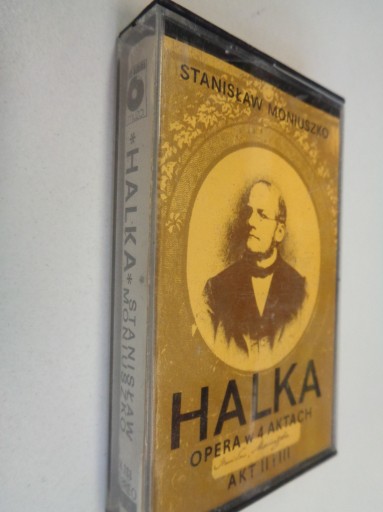 STANISŁAW MONIUSZKO
HALKA
OPERA w 4 AKTACH
AKT II i III
* HALKA *
* STANISŁAW